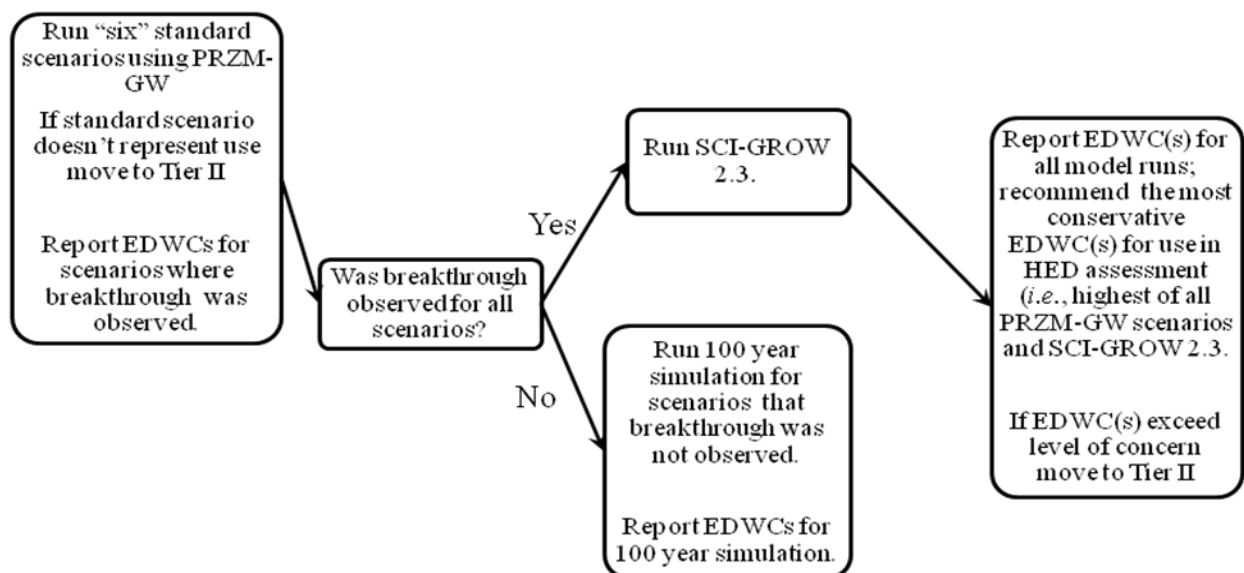 Run “six” standard
scenarios using PRZM-
GW
If standard scenario
doesn’t represent use
move to Tier II
Report EDWCs for
scenarios where
breakthrough was
observed.
Was breakthrough
observed for all
scenarios?
Yes
No
Run SCI-GROW
2.3.
Run 100 year
simulation for
scenarios that
breakthrough was
not observed.
Report EDWCs for
100 year simulation.
Report EDWC(s) for
all model runs;
recommend the most
conservative
EDWC(s) for use in
HED assessment
(i.e., highest of all
PRZM-GW scenarios
and SCI-GROW 2.3.
If EDWC(s) exceed
level of concern
move to Tier II